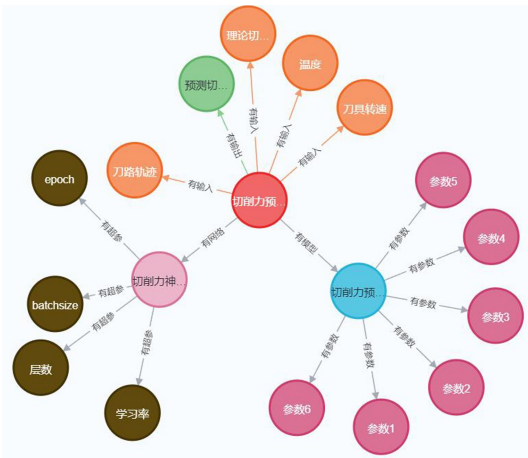 理论切...
温度
预测切...
刀具转速
有输入
有输出
有输入
有输入
刀路轨迹
有输入
epoch
切削力预...
参数5
有超参
有网络
有模型
有参数
参数4
有参数
切削力神...
切削力预...
有超参
batchsize
有超参
有参数
参数3
有超参
有参数
有参数
有参数
层数
参数2
学习率
参数6
参数1